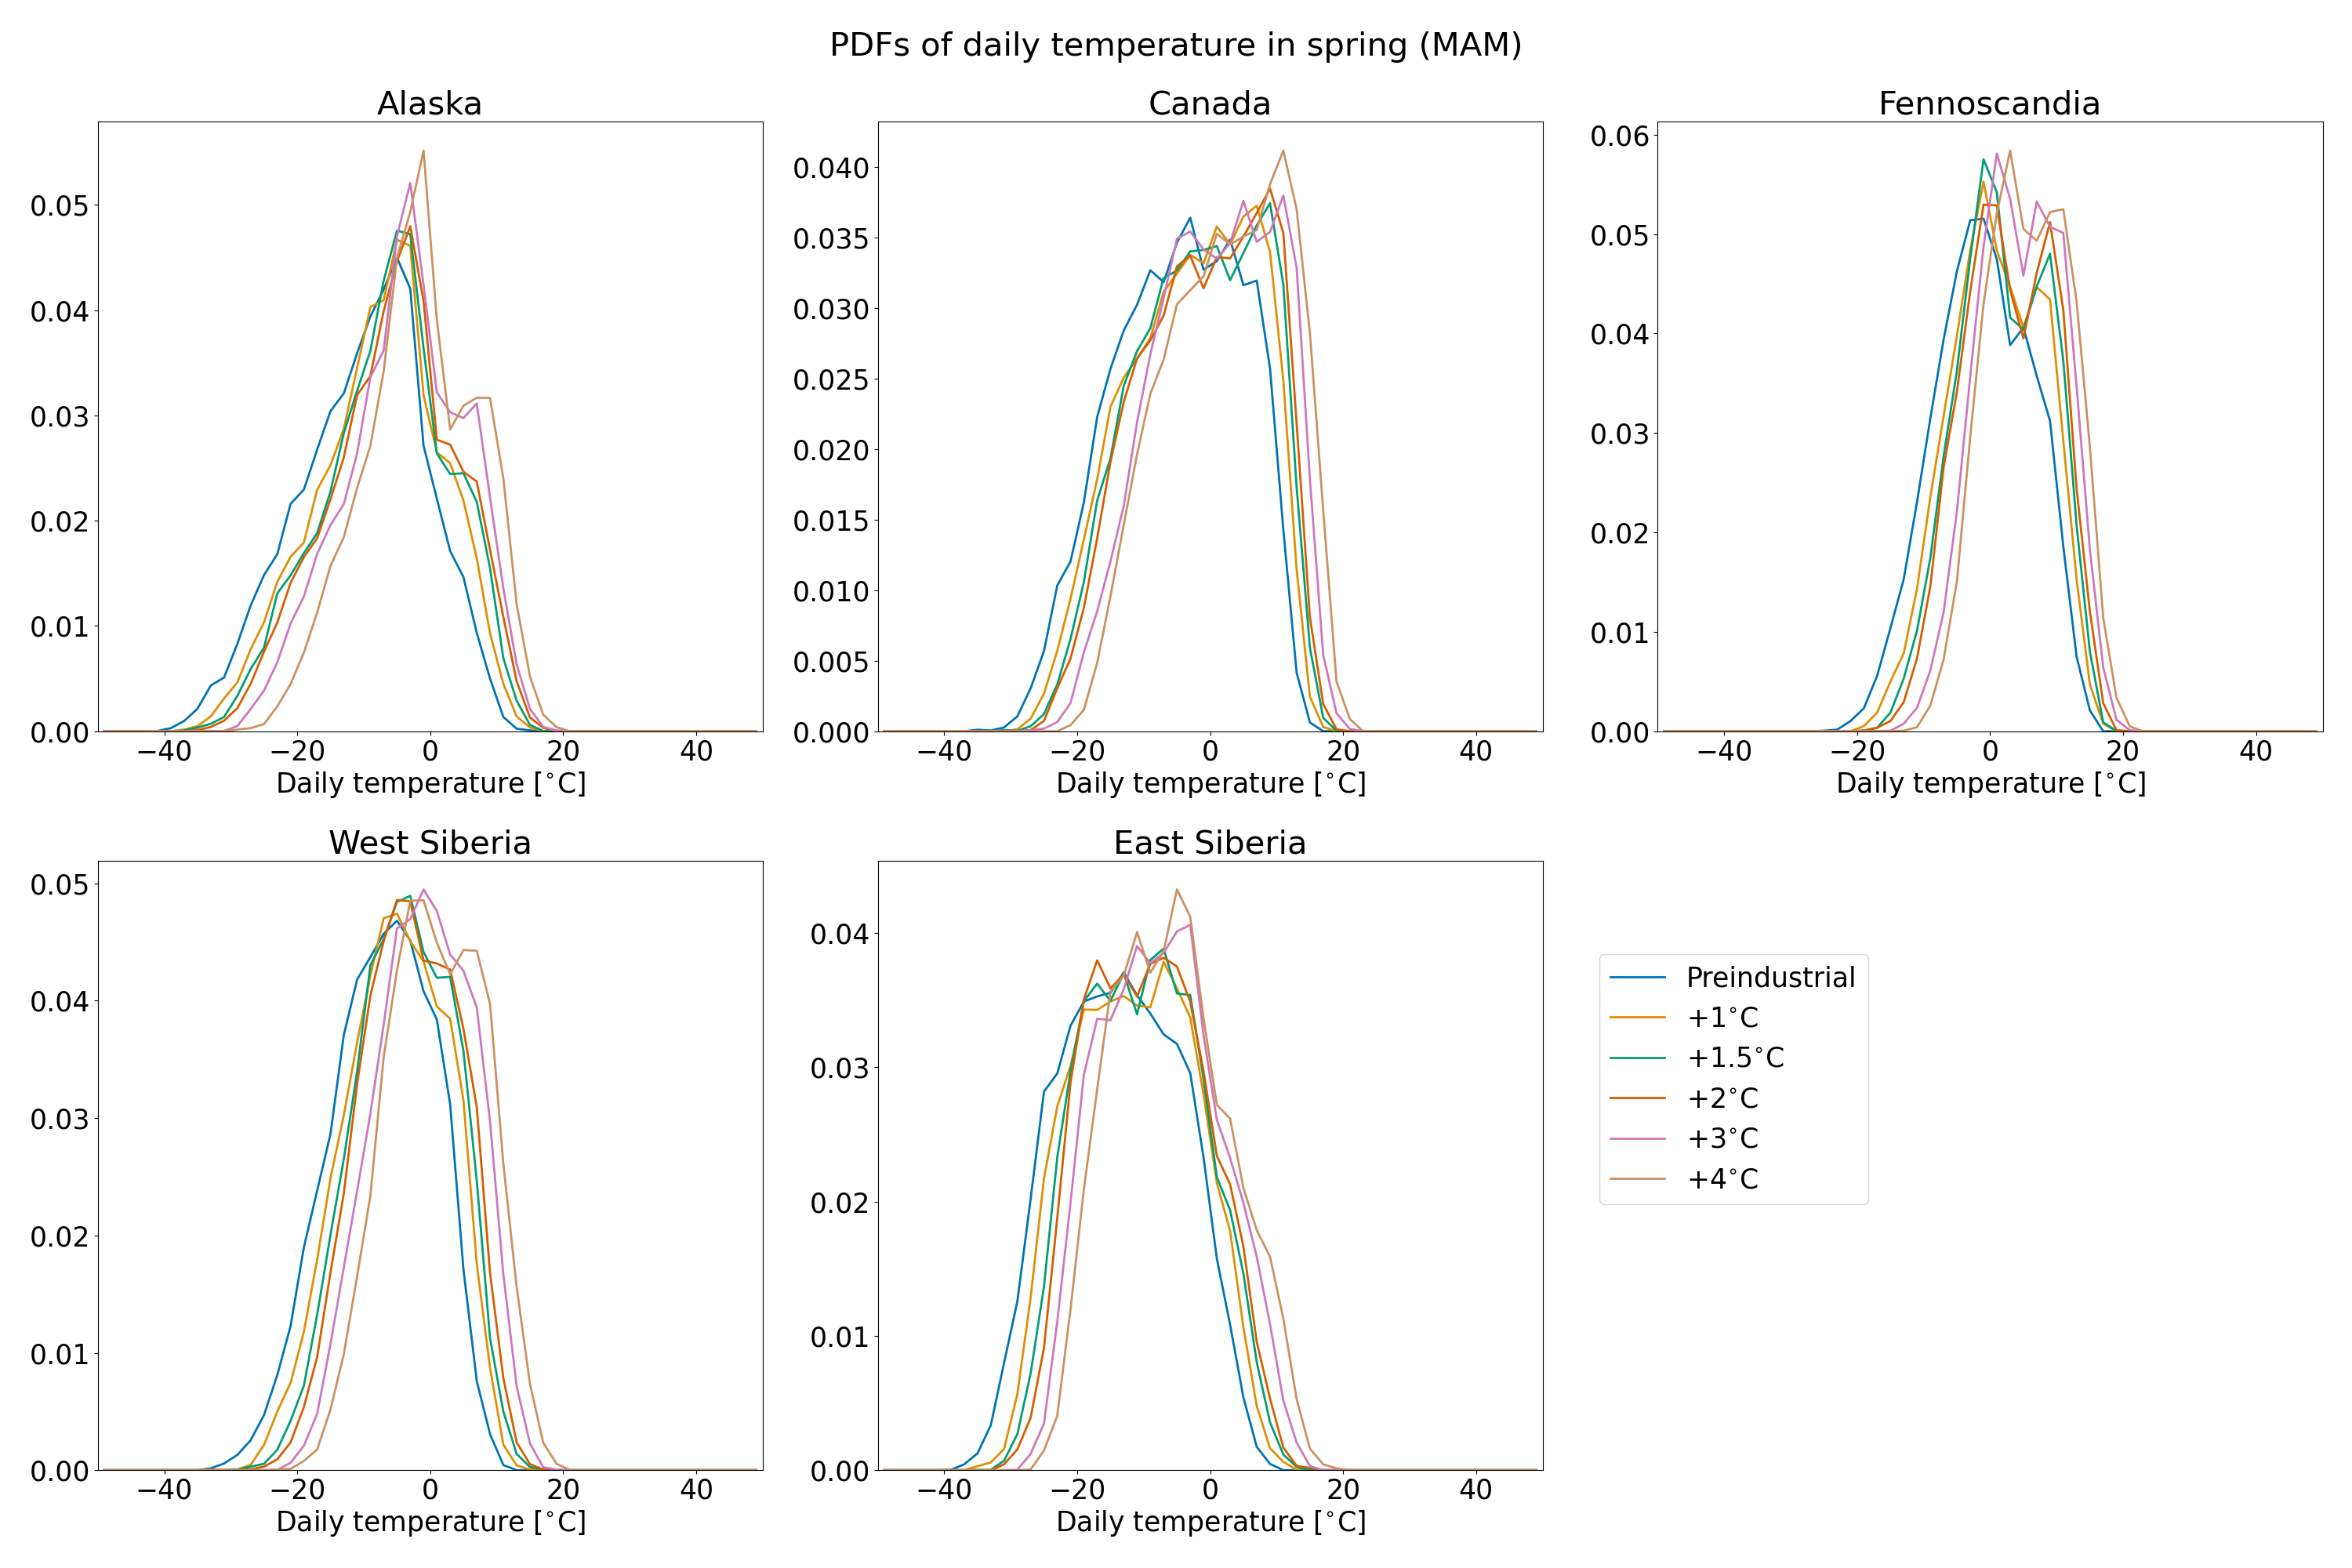 PDFs of daily temperature in spring (MAM)
Alaska
0.05
0.04
0.03
0.02
0.01
0.00
−40 −20 0 20 40
Daily temperature [°C]
Canada
0.040
0.035
0.030
0.025
0.020
0.015
0.010
0.005
0.000
−40 −20 0 20 40
Daily temperature [°C]
Fennoscandia
0.06
0.05
0.04
0.03
0.02
0.01
0.00
−40 −20 0 20 40
Daily temperature [°C]
West Siberia
0.05
0.04
0.03
0.02
0.01
0.00
−40 −20 0 20 40
Daily temperature [°C]
East Siberia
0.04
0.03
0.02
0.01
0.00
−40 −20 0 20 40
Daily temperature [°C]
Preindustrial
+1°C
+1.5°C
+2°C
+3°C
+4°C